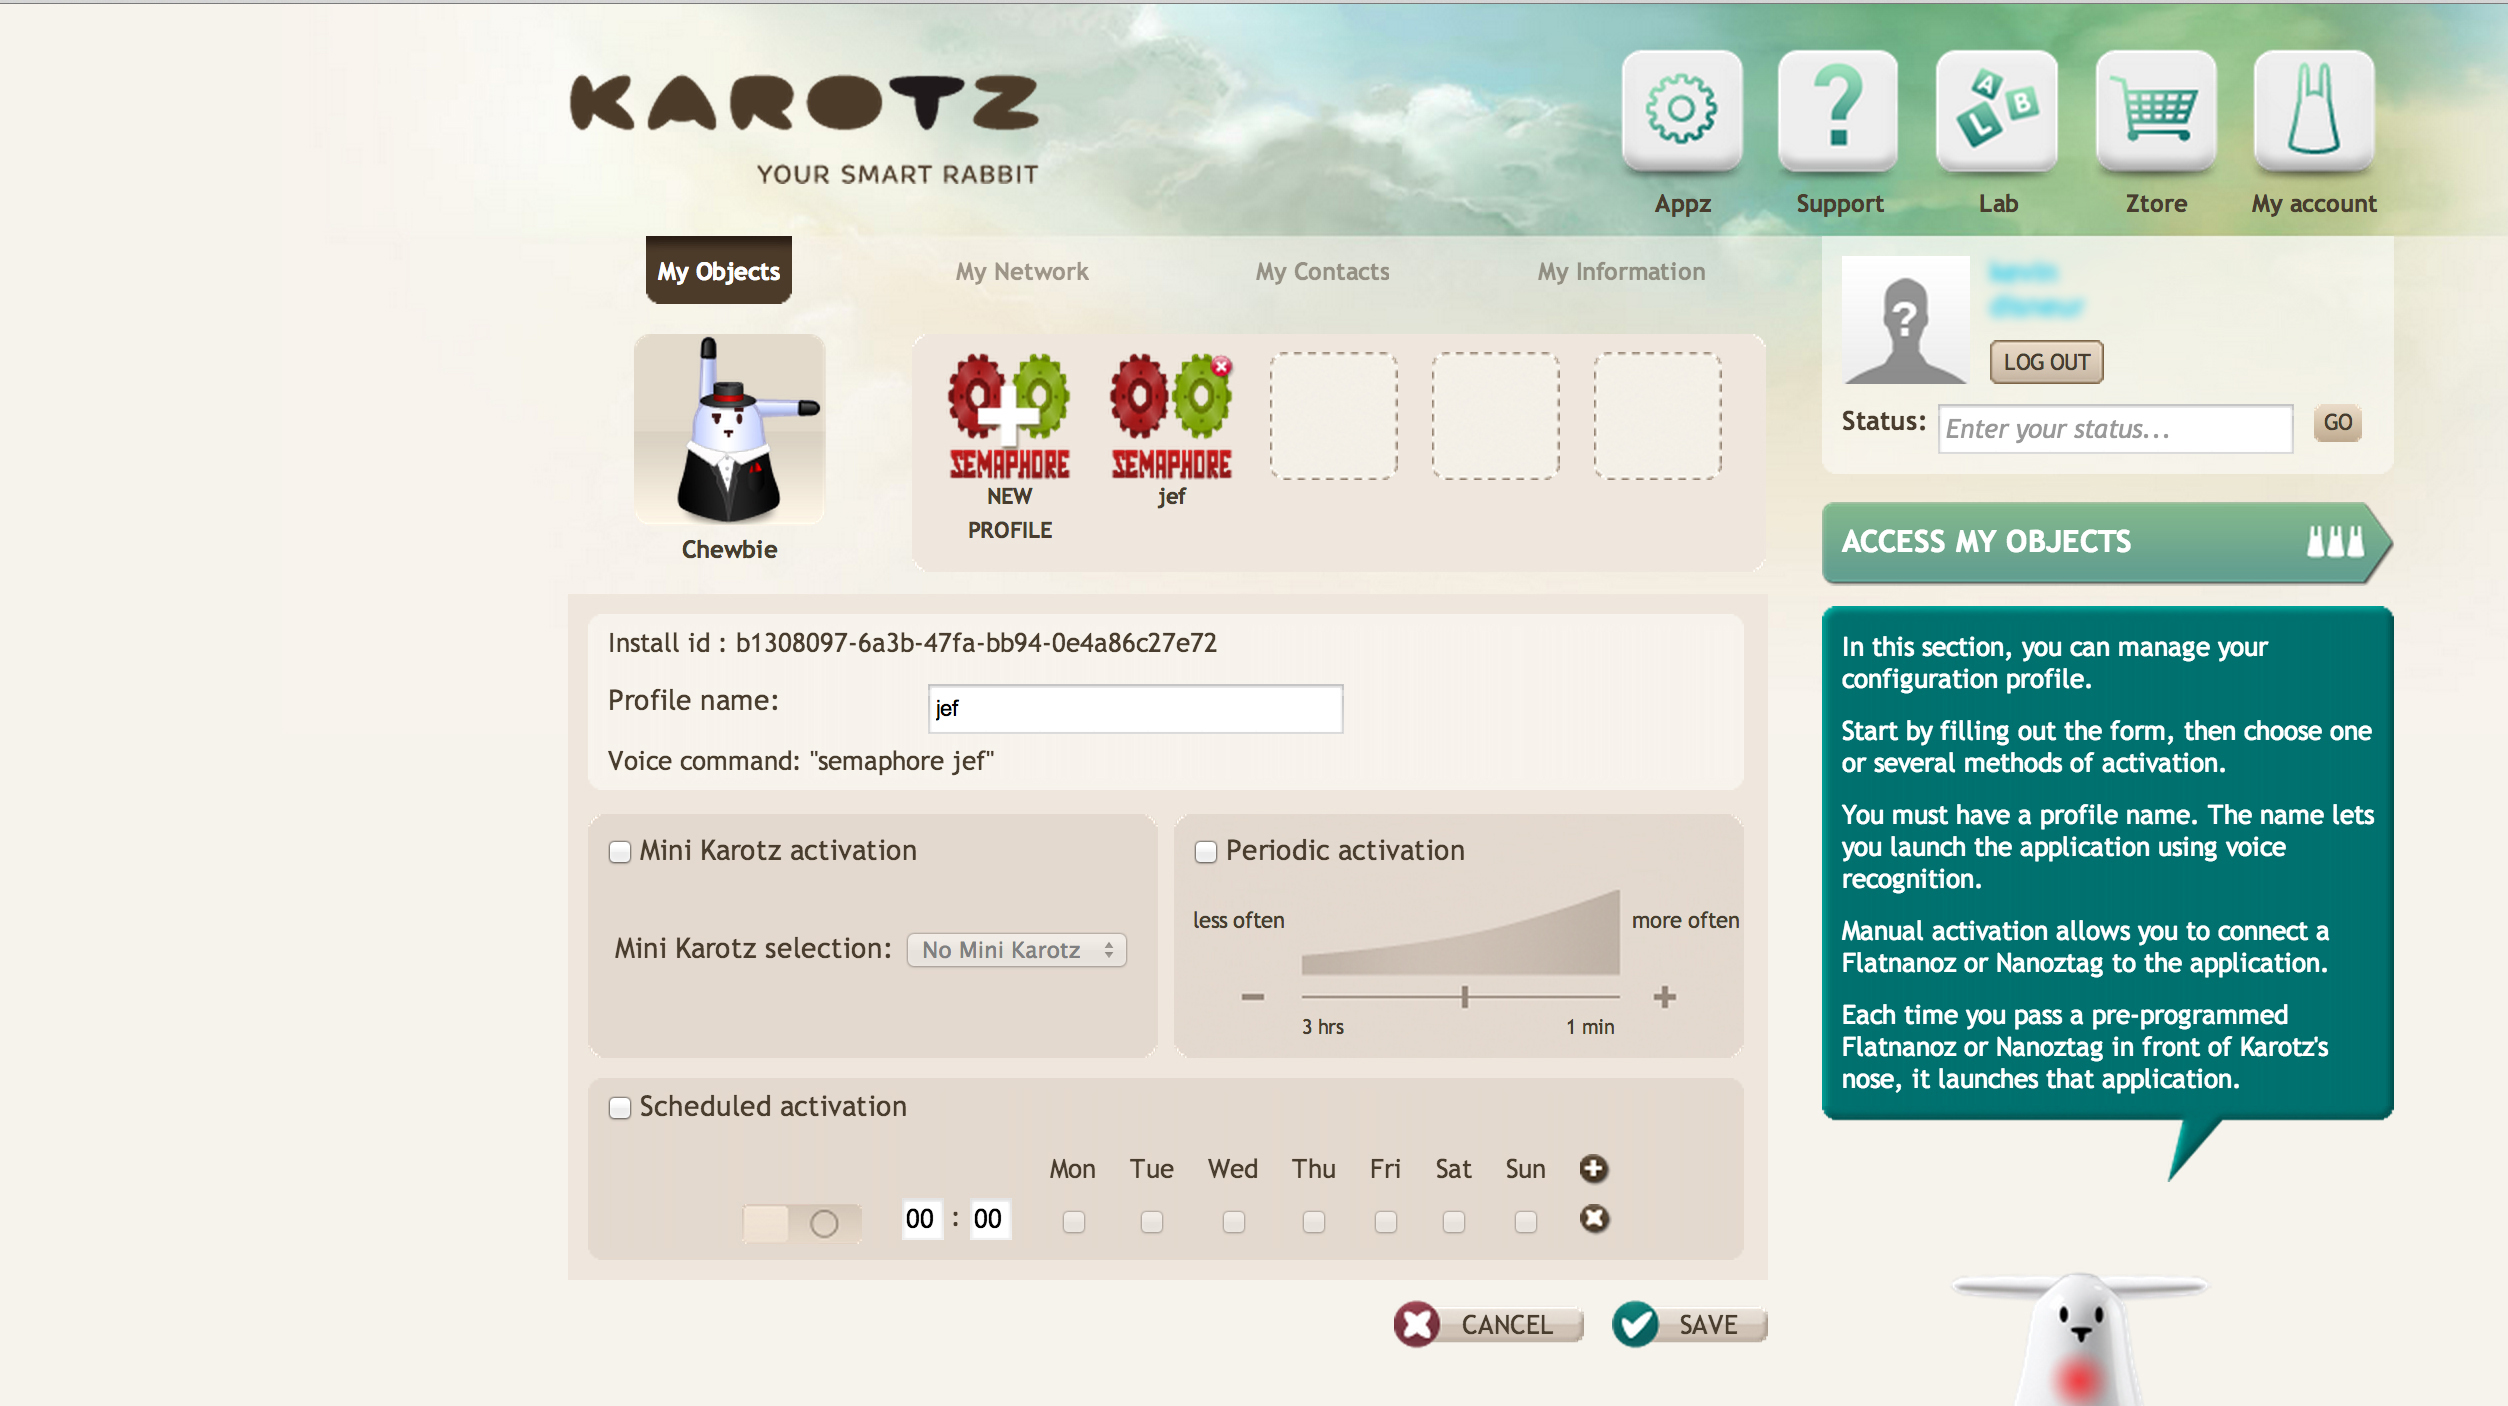 KAROTZ
YOUR SMART RABBIT
A
B
L
Appz
Support
Lab
Ztore
My account
My Objects
My Network
My Contacts
My Information
LOG OUT
Status:
Enter your status...
GO
Chewbie
SEMAPHORE
NEW
PROFILE
SEMAPHORE
jef
ACCESS MY OBJECTS
Install id : b1308097-6a3b-47fa-bb94-0e4a86c27e72
Profile name:
jef
Voice command: "semaphore jef"
Mini Karotz activation
Mini Karotz selection:
No Mini Karotz
Periodic activation
less often
more often
3 hrs
1 min
Scheduled activation
Mon Tue Wed Thu Fri Sat Sun
00 : 00
CANCEL
SAVE
In this section, you can manage your
configuration profile.
Start by filling out the form, then choose one
or several methods of activation.
You must have a profile name. The name lets
you launch the application using voice
recognition.
Manual activation allows you to connect a
Flatnanoz or Nanoztag to the application.
Each time you pass a pre-programmed
Flatnanoz or Nanoztag in front of Karotz's
nose, it launches that application.